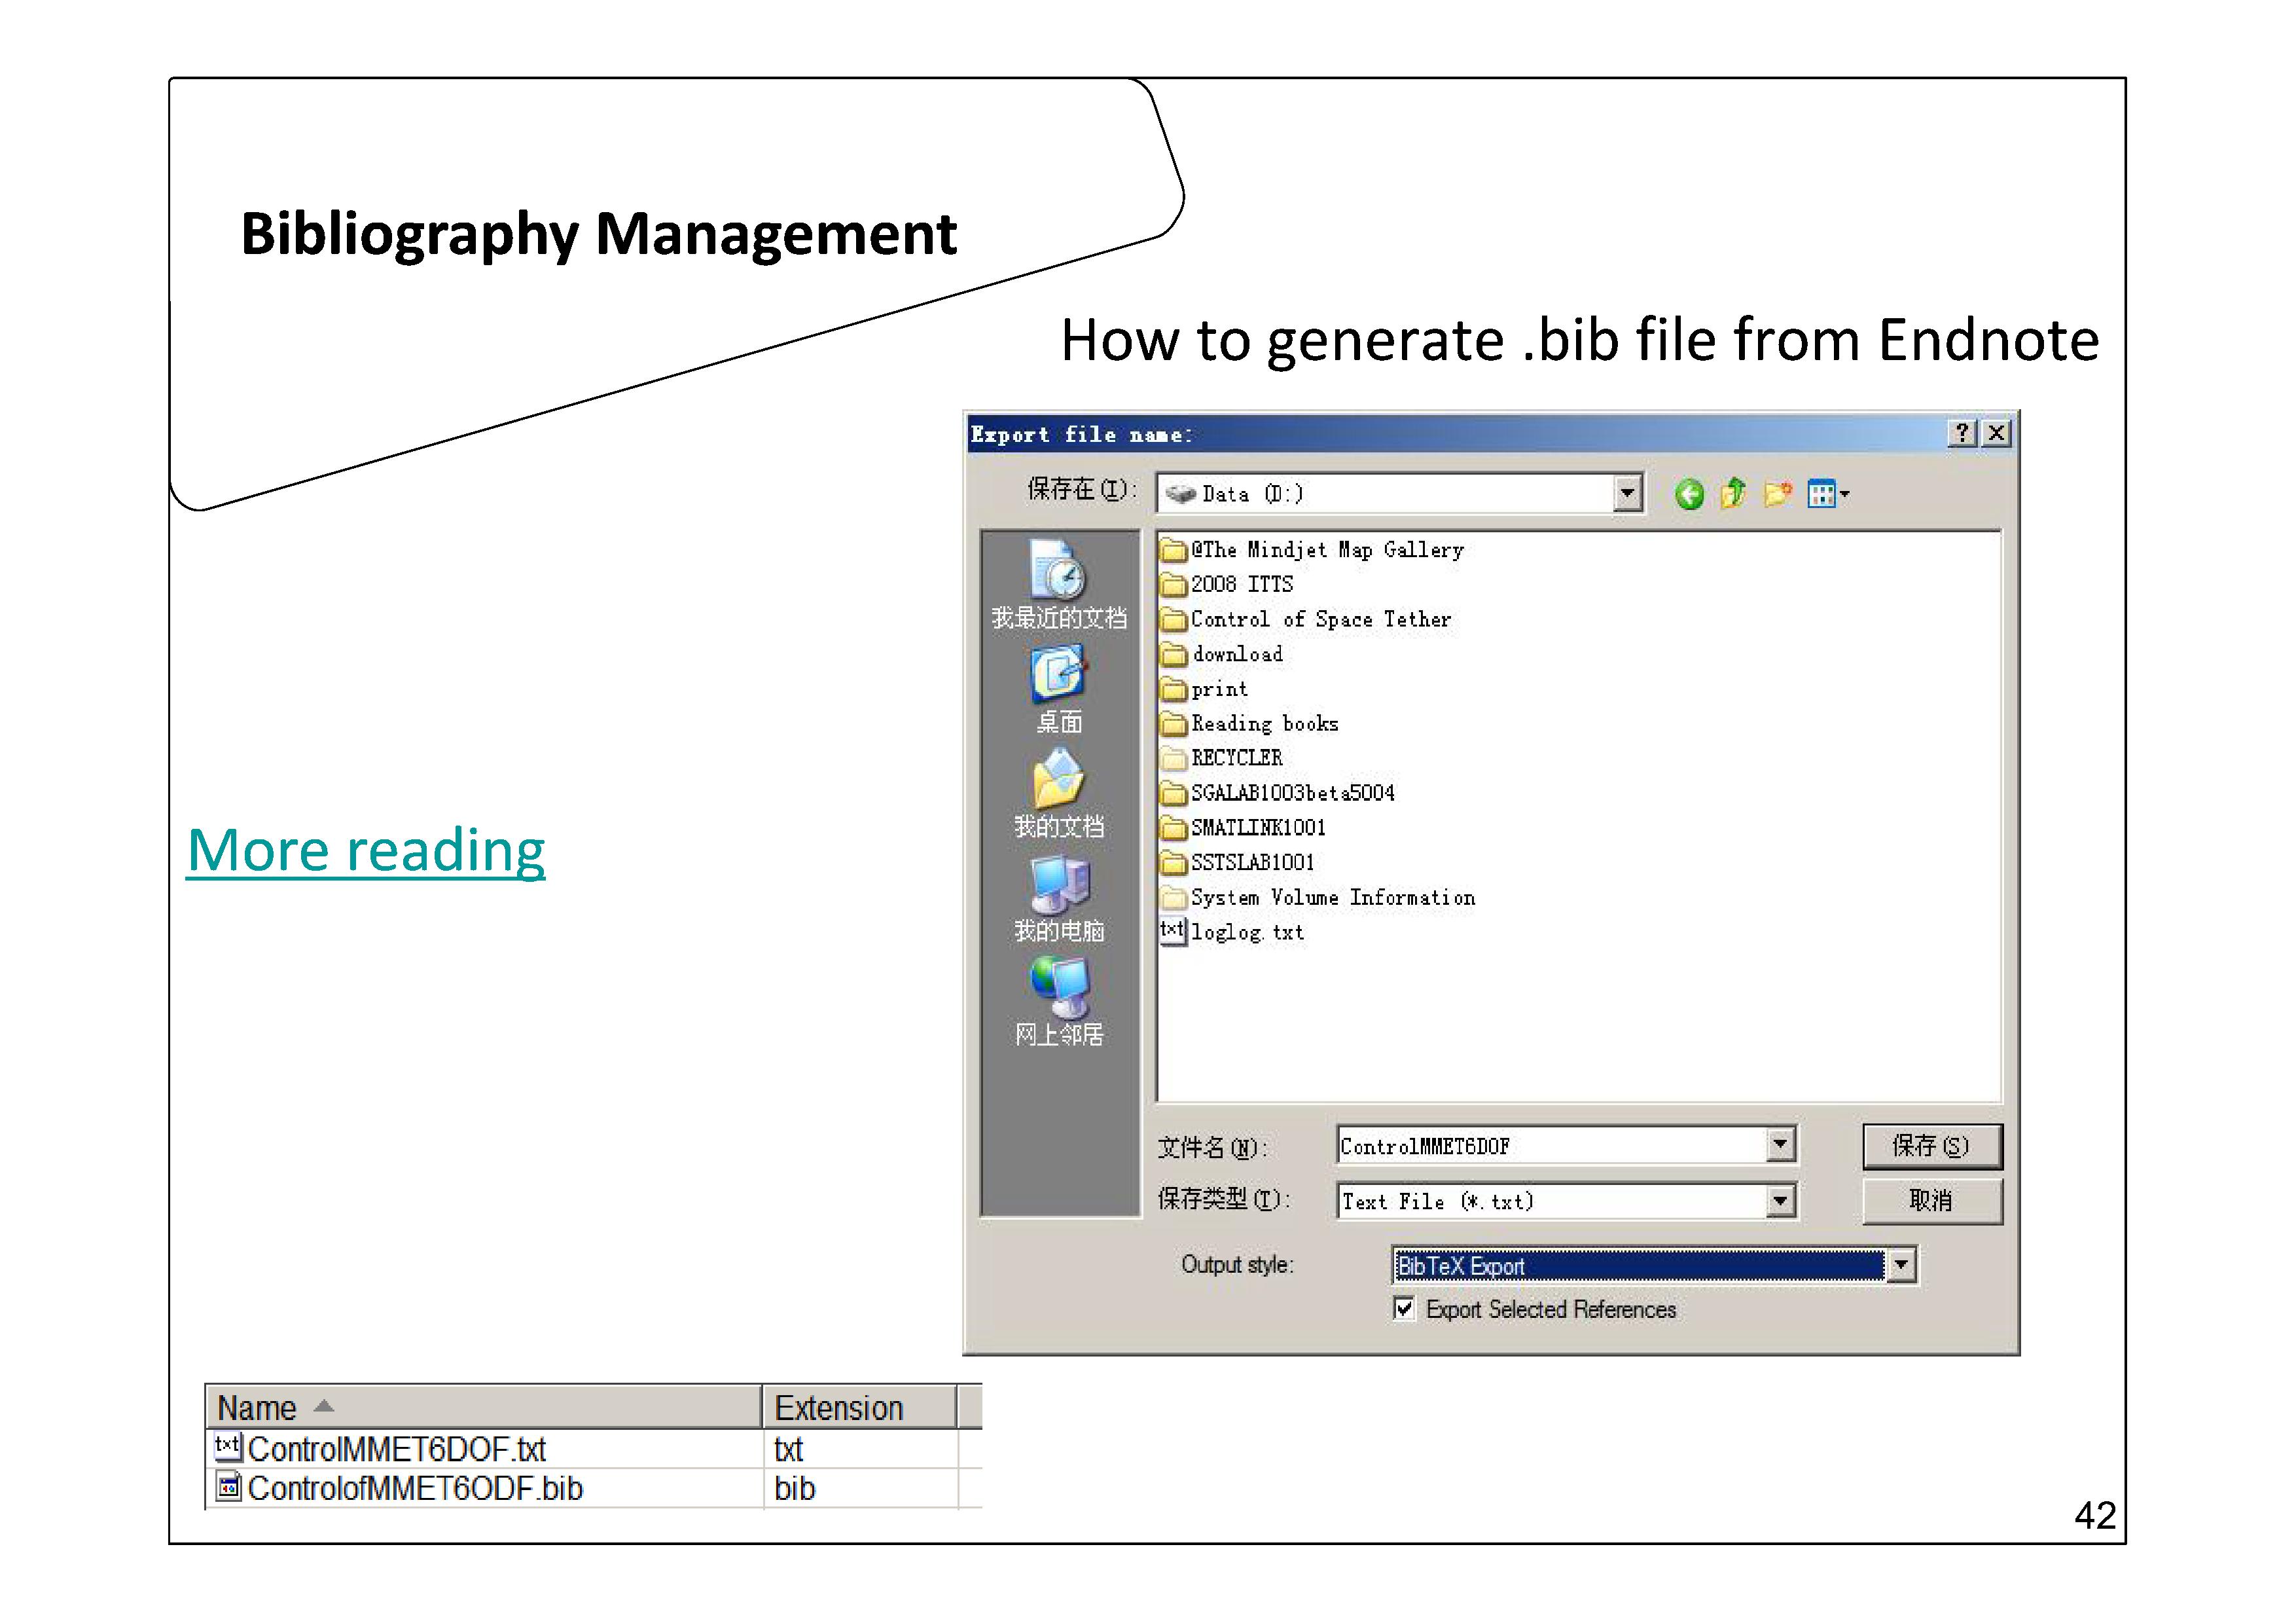 Bibliography Management
How to generate .bib file from Endnote
Export file name:
保存在(I):
Data (D:)
我最近的文档
桌面
我的文档
我的电脑
网上邻居
@The Mindjet Map Gallery
2008 ITTS
Control of Space Tether
download
print
Reading books
RECYCLER
SGALAB1003beta5004
SMATLINK1001
SSTSLAB1001
System Volume Information
txt loglog.txt
文件名(N): ControlMMET6DOF 保存(S)
保存类型(T): Text File (*.txt) 取消
Output style: BibTeX Export
Export Selected References
More reading
Name Extension
txt ControlMMET6DOF.txt txt
ControlofMMET6ODF.bib bib
42